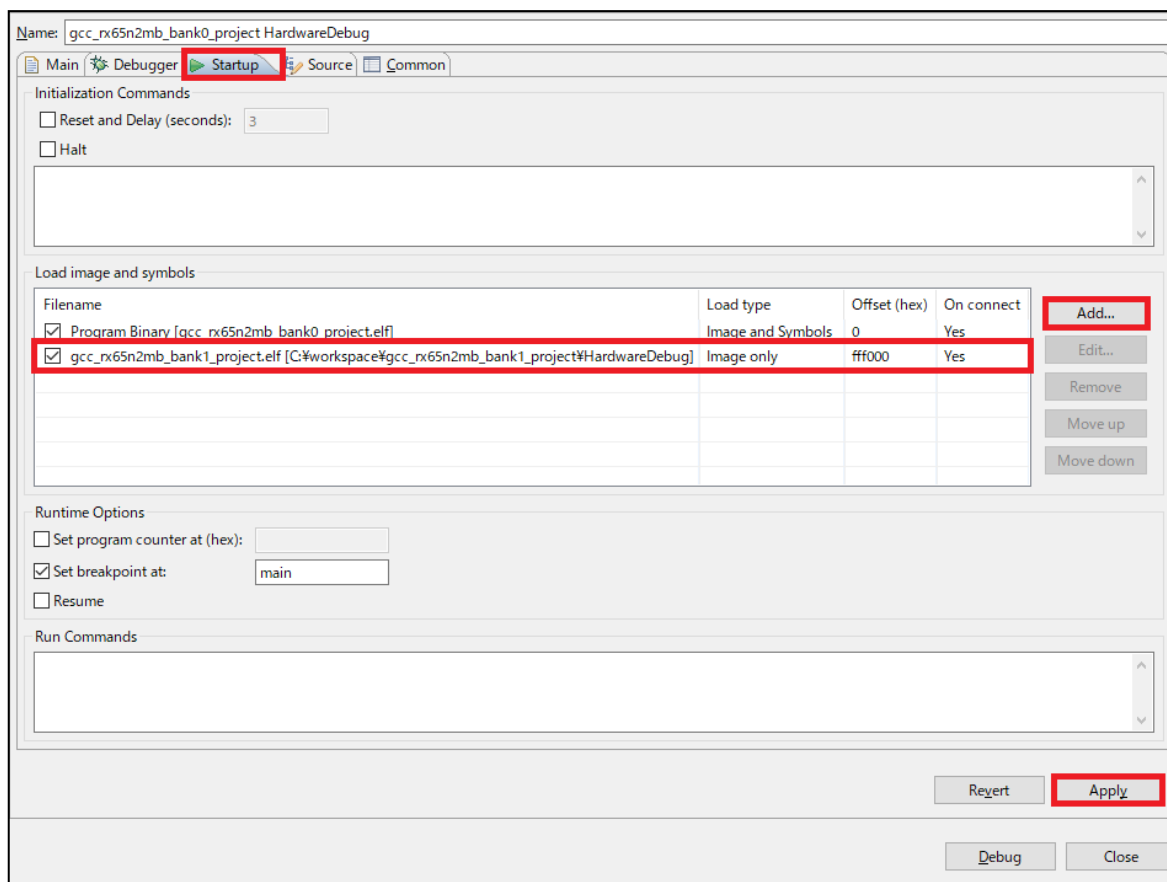 Name: gcc_rx65n2mb_bank0_project HardwareDebug
Main Debugger Startup Source Common
Initialization Commands
Reset and Delay (seconds): 3
Halt
Load image and symbols
Filename Load type Offset (hex) On connect
Program Binary [gcc_rx65n2mb_bank0_project.elf] Image and Symbols 0 Yes
gcc_rx65n2mb_bank1_project.elf [C:¥workspace¥gcc_rx65n2mb_bank1_project¥HardwareDebug] Image only fff000 Yes
Add...
Edit...
Remove
Move up
Move down
Runtime Options
Set program counter at (hex):
Set breakpoint at: main
Resume
Run Commands
Revert Apply
Debug Close